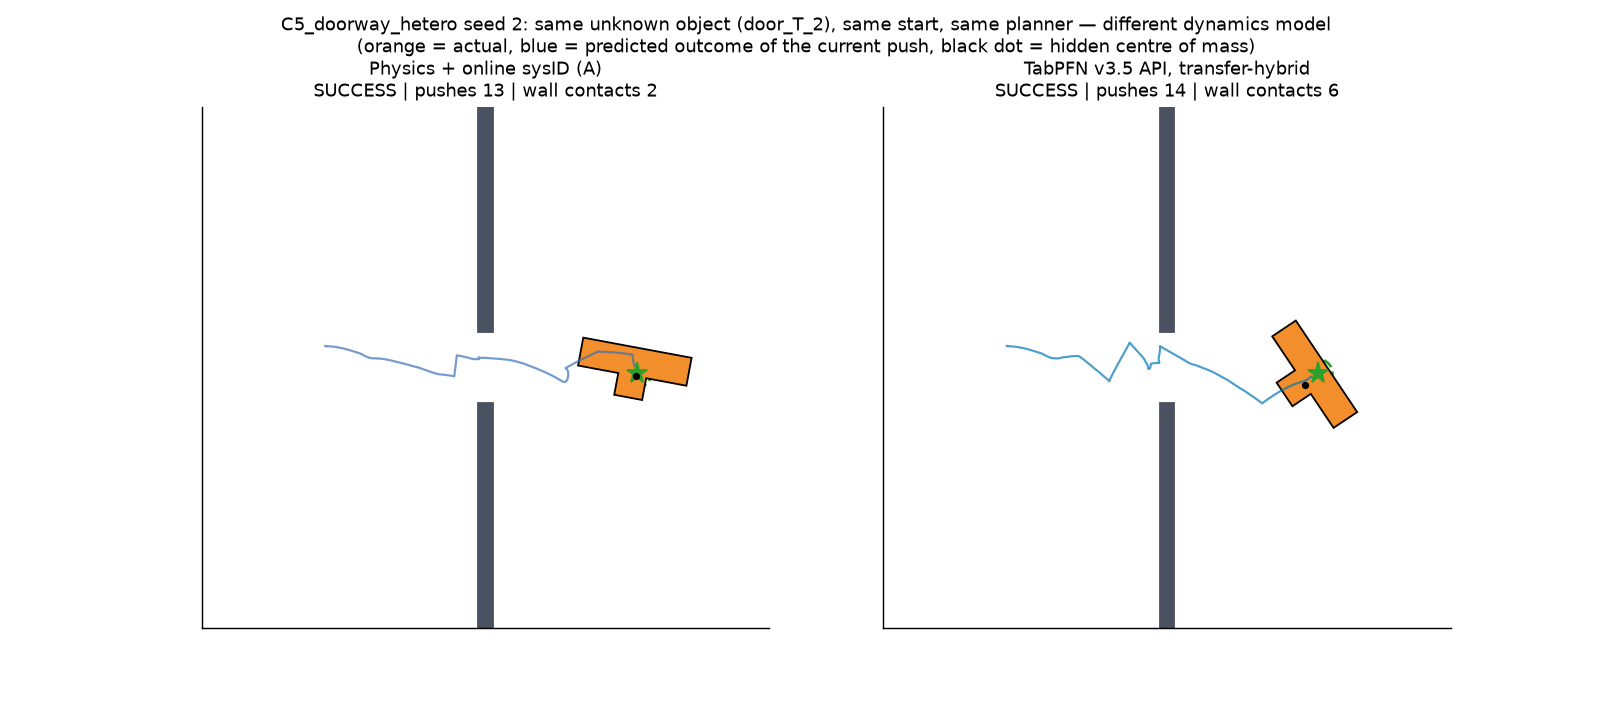 C5_doorway_hetero seed 2: same unknown object (door_T_2), same start, same planner — different dynamics model
(orange = actual, blue = predicted outcome of the current push, black dot = hidden centre of mass)
Physics + online sysID (A)
SUCCESS | pushes 13 | wall contacts 2
TabPFN v3.5 API, transfer-hybrid
SUCCESS | pushes 14 | wall contacts 6